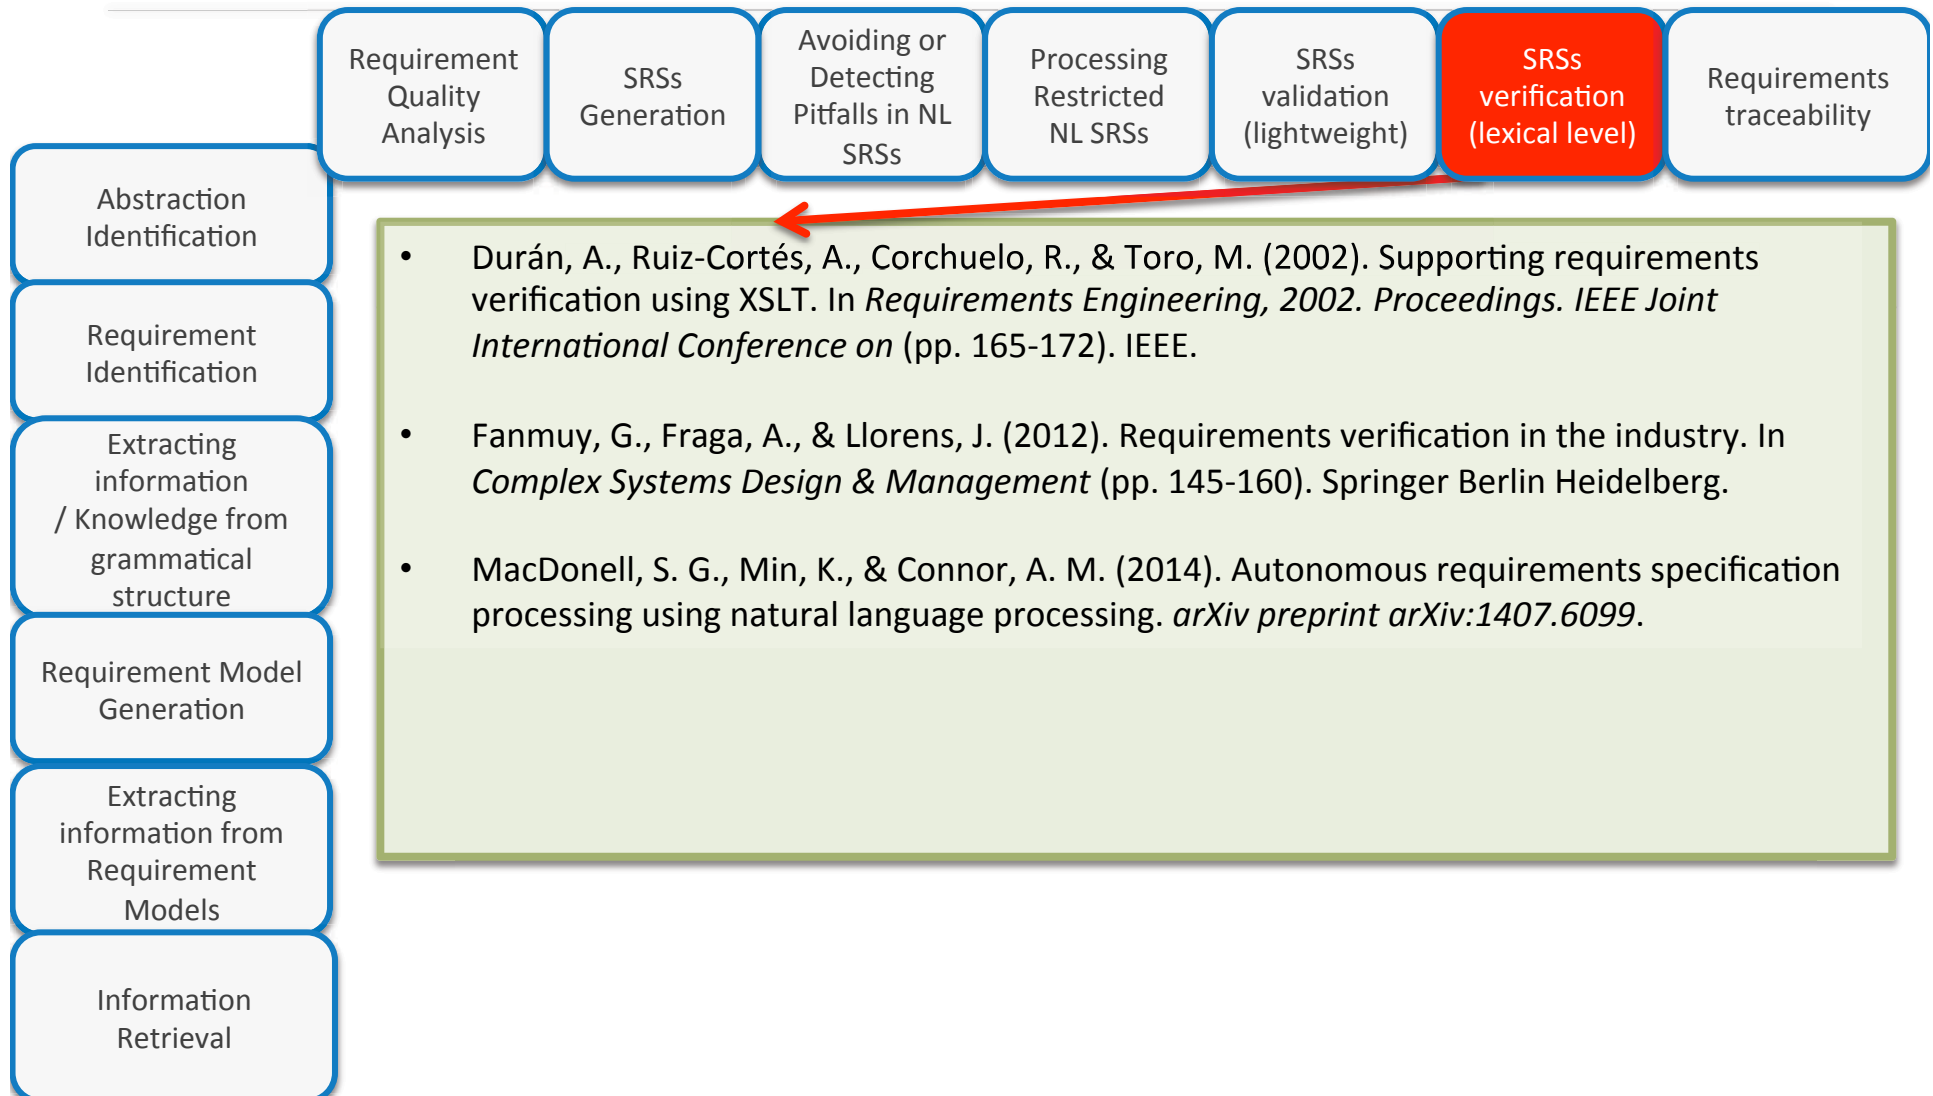 Requirement
Quality
Analysis
SRSs
Generation
Avoiding or
Detecting
Pitfalls in NL
SRSs
Processing
Restricted
NL SRSs
SRSs
validation
(lightweight)
SRSs
verification
(lexical level)
Requirements
traceability
Abstraction
Identification
Requirement
Identification
Extracting
information
/ Knowledge from
grammatical
structure
Requirement Model
Generation
Extracting
information from
Requirement
Models
Information
Retrieval
• Durán, A., Ruiz-Cortés, A., Corchuelo, R., & Toro, M. (2002). Supporting requirements
verification using XSLT. In Requirements Engineering, 2002. Proceedings. IEEE Joint
International Conference on (pp. 165-172). IEEE.
• Fanmuy, G., Fraga, A., & Llorens, J. (2012). Requirements verification in the industry. In
Complex Systems Design & Management (pp. 145-160). Springer Berlin Heidelberg.
• MacDonell, S. G., Min, K., & Connor, A. M. (2014). Autonomous requirements specification
processing using natural language processing. arXiv preprint arXiv:1407.6099.